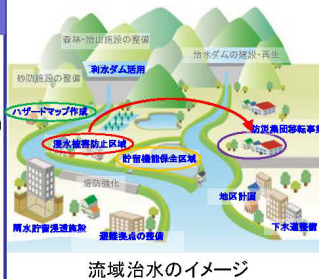 森林・治山施設の整備
治水ダムの建設・再生
砂防施設の整備
利水ダム活用
ハザードマップ作成
防災集団移転事業
浸水被害防止区域
貯留機能保全区域
堤防強化
地区計画
雨水貯留浸透施設
避難拠点の整備
下水道整備
流域治水のイメージ